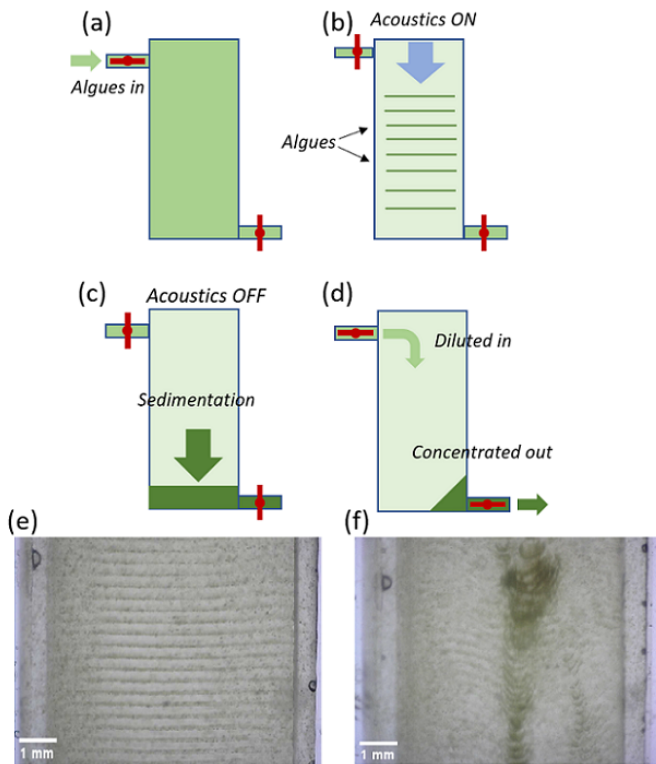 (a)
Algues in
(b)
Acoustics ON
Algues
(c)
Acoustics OFF
Sedimentation
(d)
Diluted in
Concentrated out
(e)
1 mm
(f)
1 mm